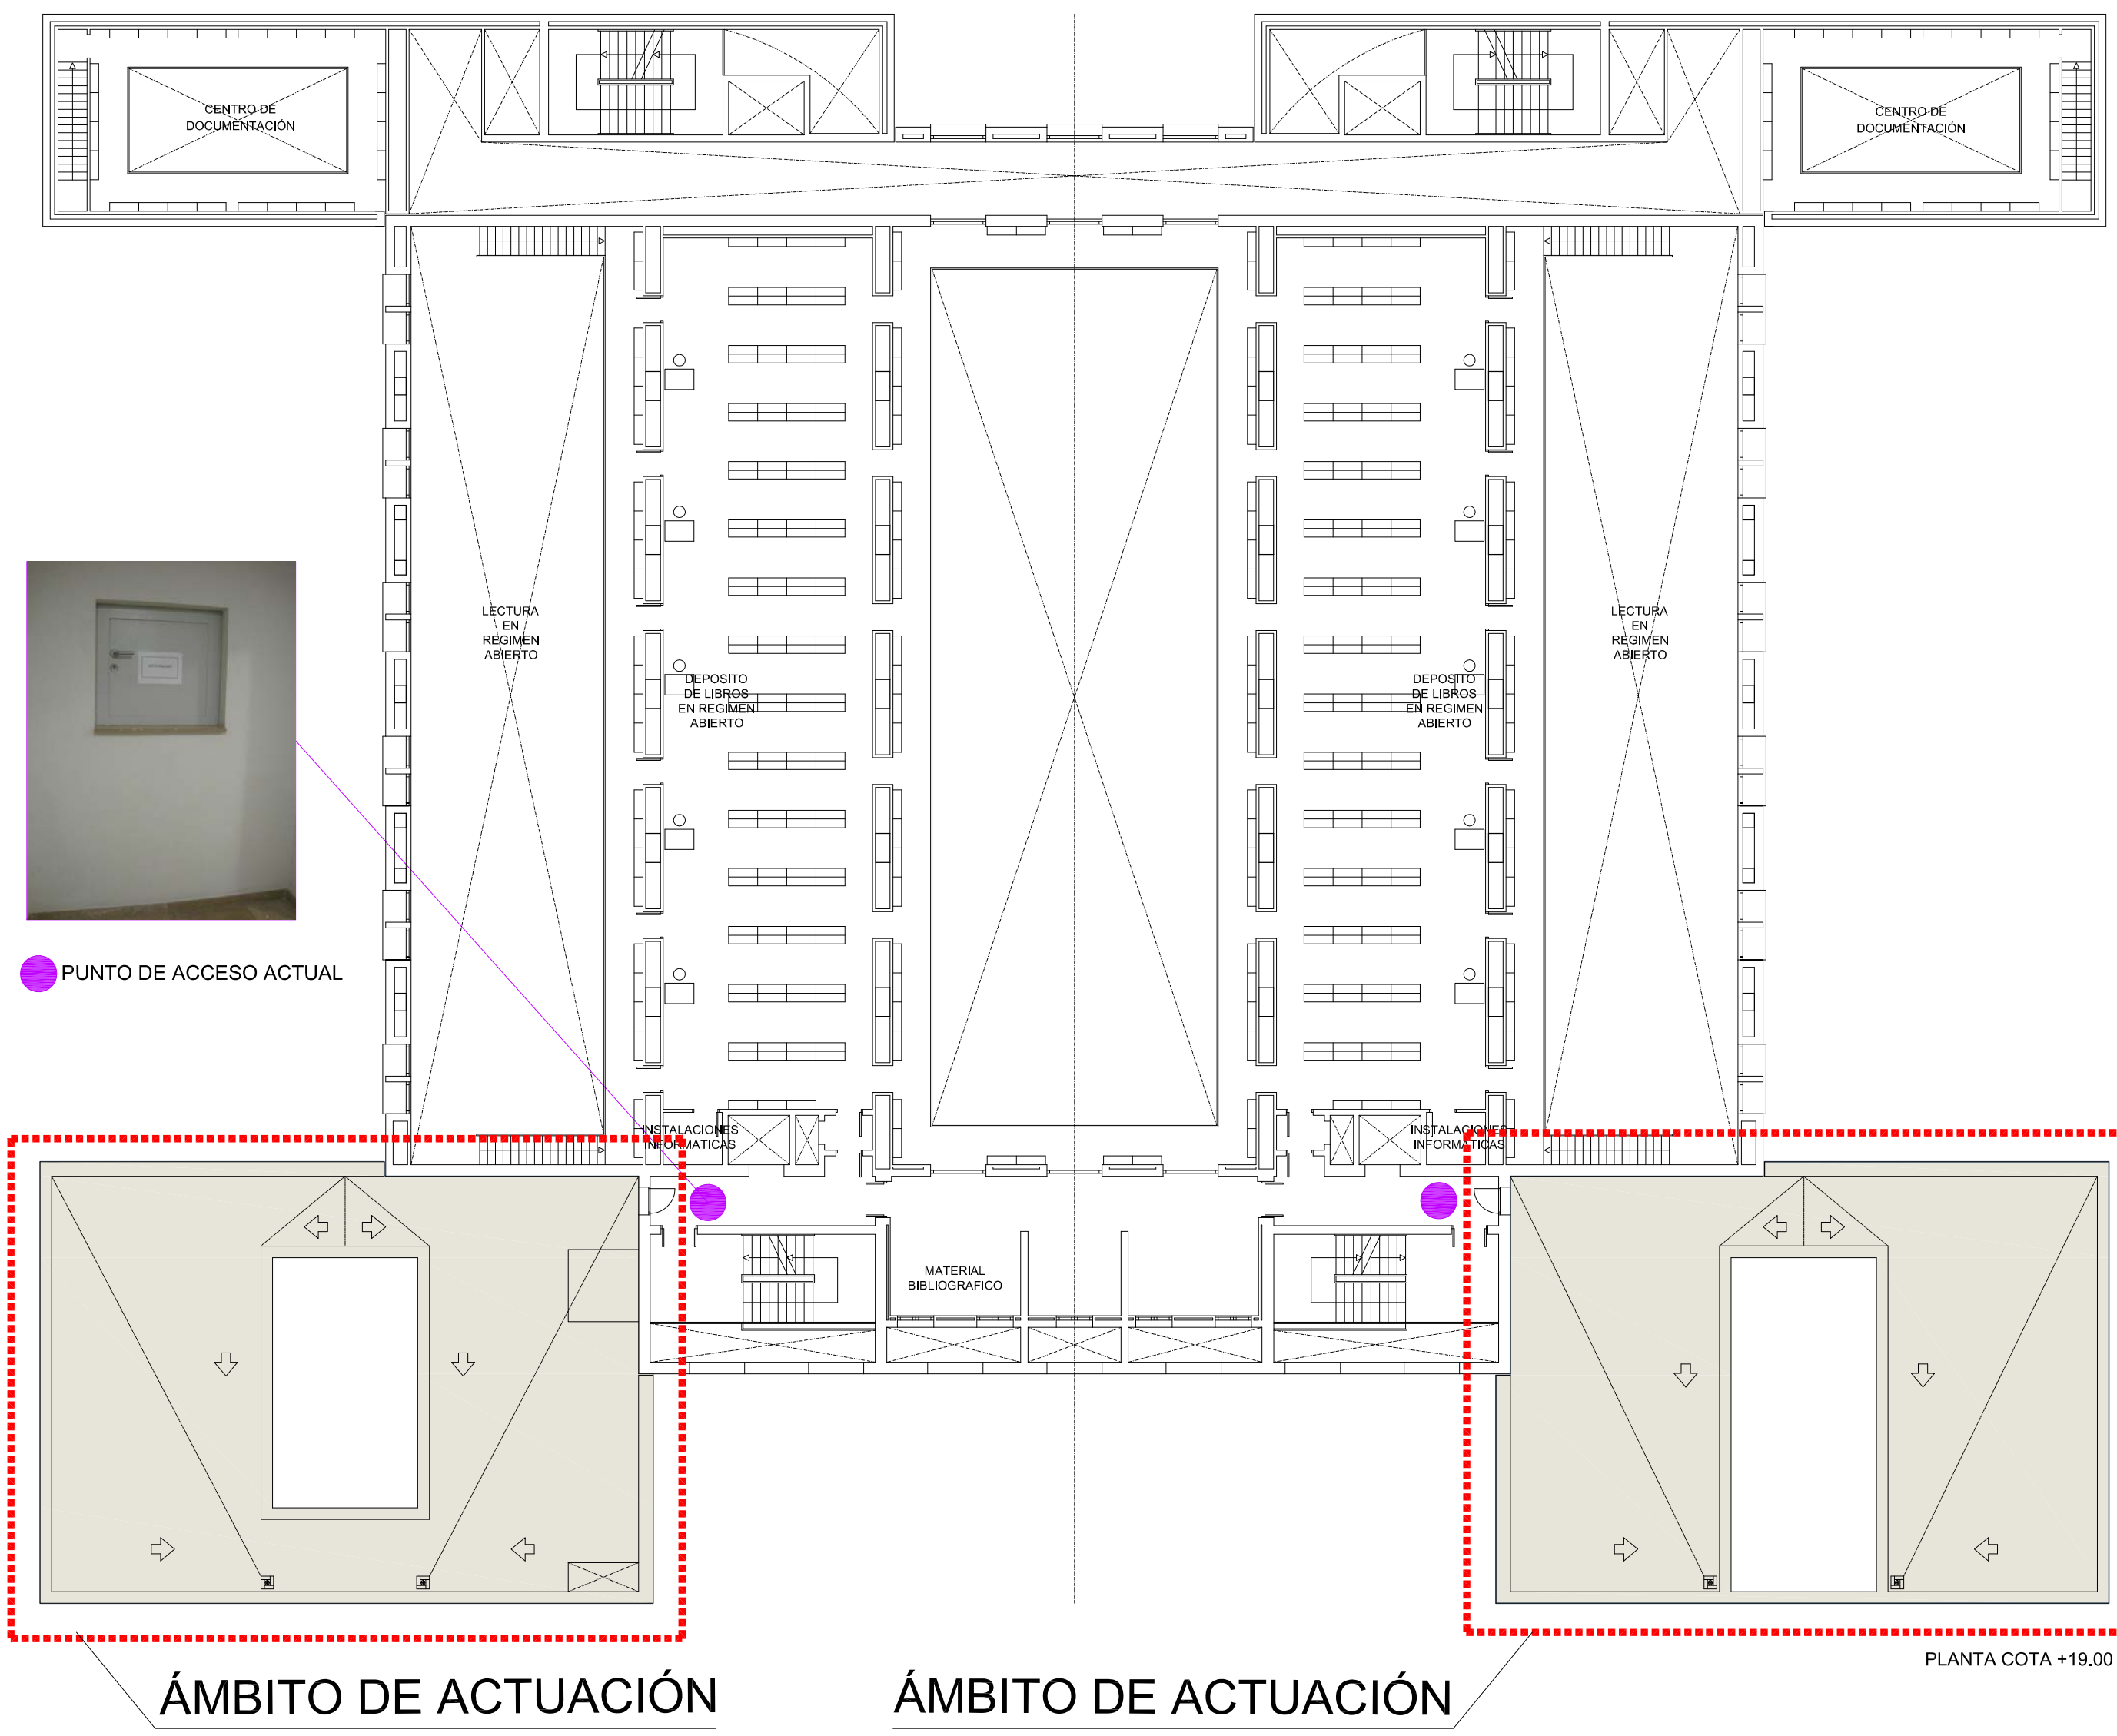 CENTRO DE
DOCUMENTACIÓN
CENTRO DE
DOCUMENTACIÓN
LECTURA
EN
REGIMEN
ABIERTO
LECTURA
EN
REGIMEN
ABIERTO
DEPOSITO
DE LIBROS
EN REGIMEN
ABIERTO
DEPOSITO
DE LIBROS
EN REGIMEN
ABIERTO
PUNTO DE ACCESO ACTUAL
INSTALACIONES
INFORMATICAS
INSTALACIONES
INFORMATICAS
MATERIAL
BIBLIOGRAFICO
PLANTA COTA +19.00
ÁMBITO DE ACTUACIÓN
ÁMBITO DE ACTUACIÓN